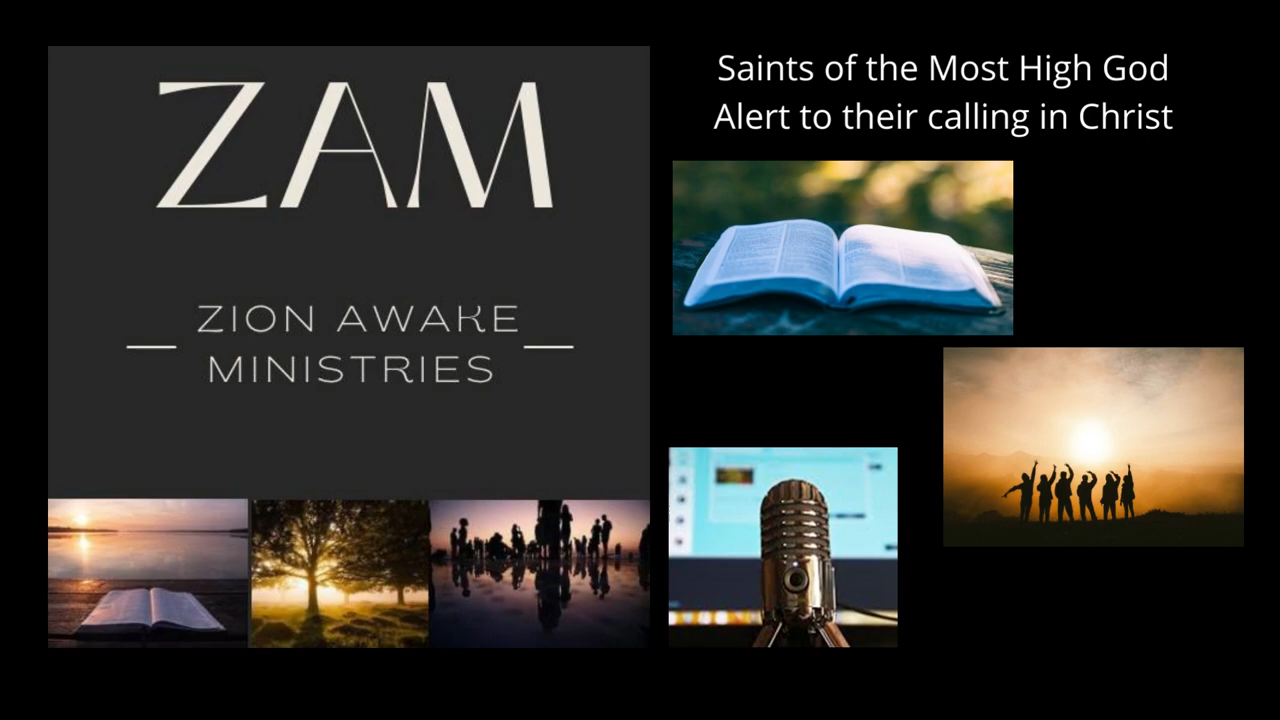 ZAM
ZION AWAKE
MINISTRIES
Saints of the Most High God
Alert to their calling in Christ